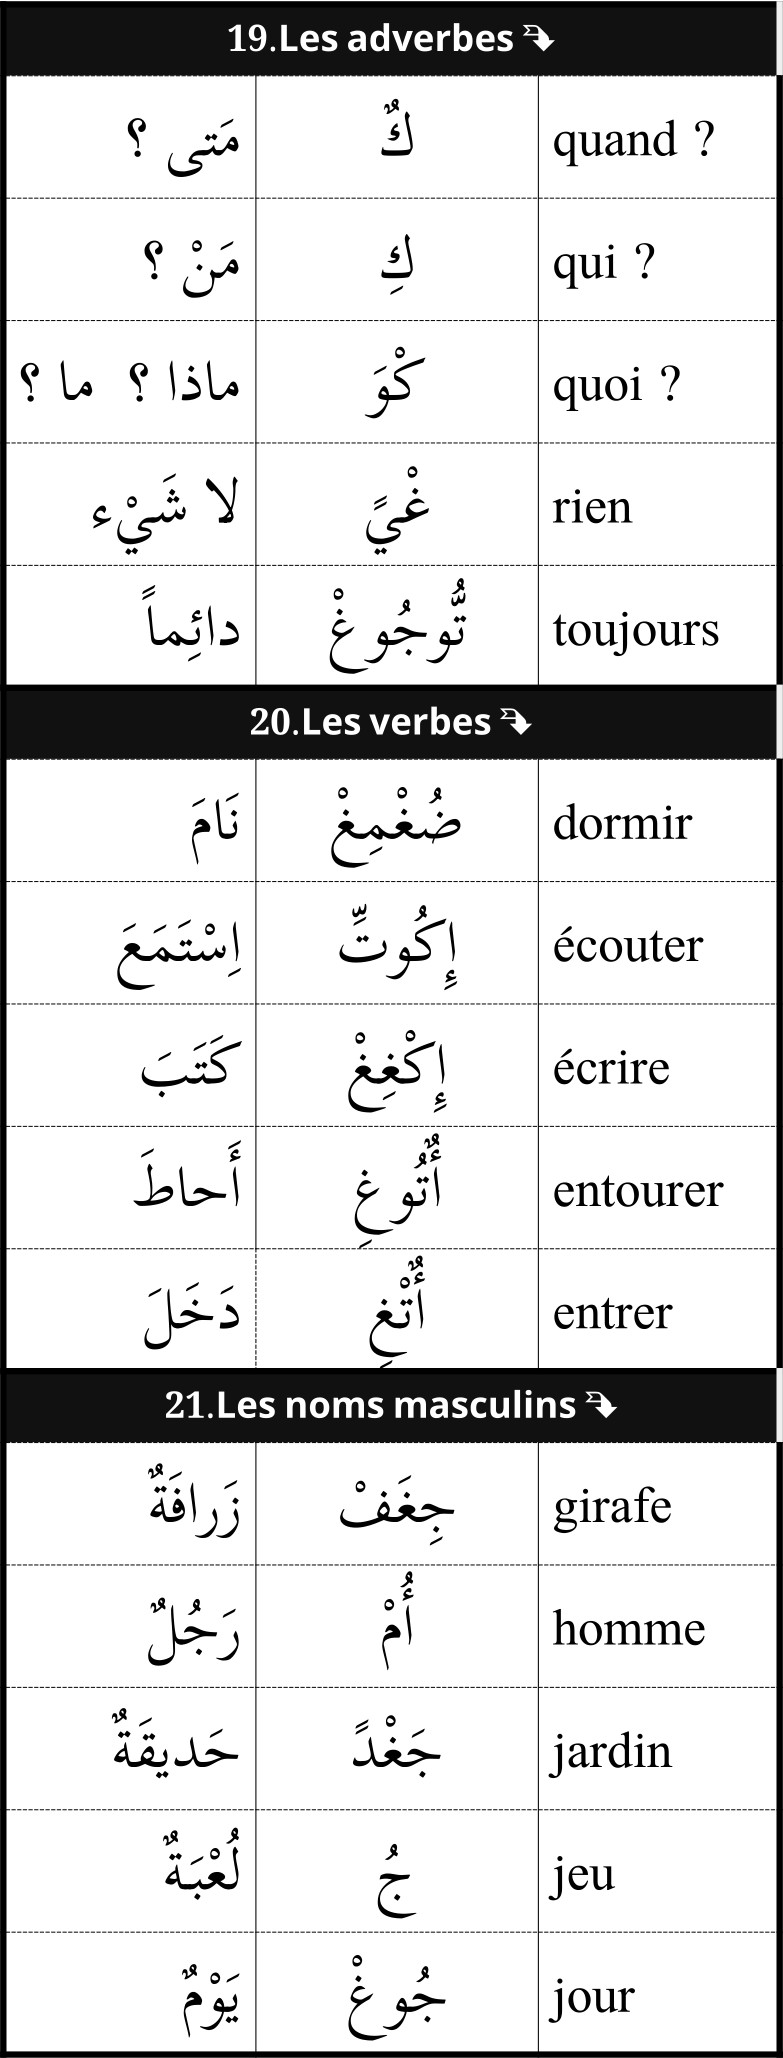 19.Les adverbes
quand ? كٌ مَتى ؟
qui ? كِ مَنْ ؟
quoi ? كْوَ ماذا ؟ ما ؟
rien غْيًَ لا شَيْء
toujours تُّوجُوغْ دائِماً
20.Les verbes
dormir ضُغْمِغْ نَامَ
écouter إِكُوتِّ اِسْتَمَعَ
écrire إِكْغِغْ كَتَبَ
entourer أٌتُوغِ أَحاطَ
entrer أٌتْغِ دَخَلَ
21.Les noms masculins
girafe جِغَفْ زَرافَةٌ
homme أُمْ رَجُلٌ
jardin جَغْدً حَديقَةٌ
jeu جُ لُعْبَةٌ
jour جُوغْ يَوْمٌ